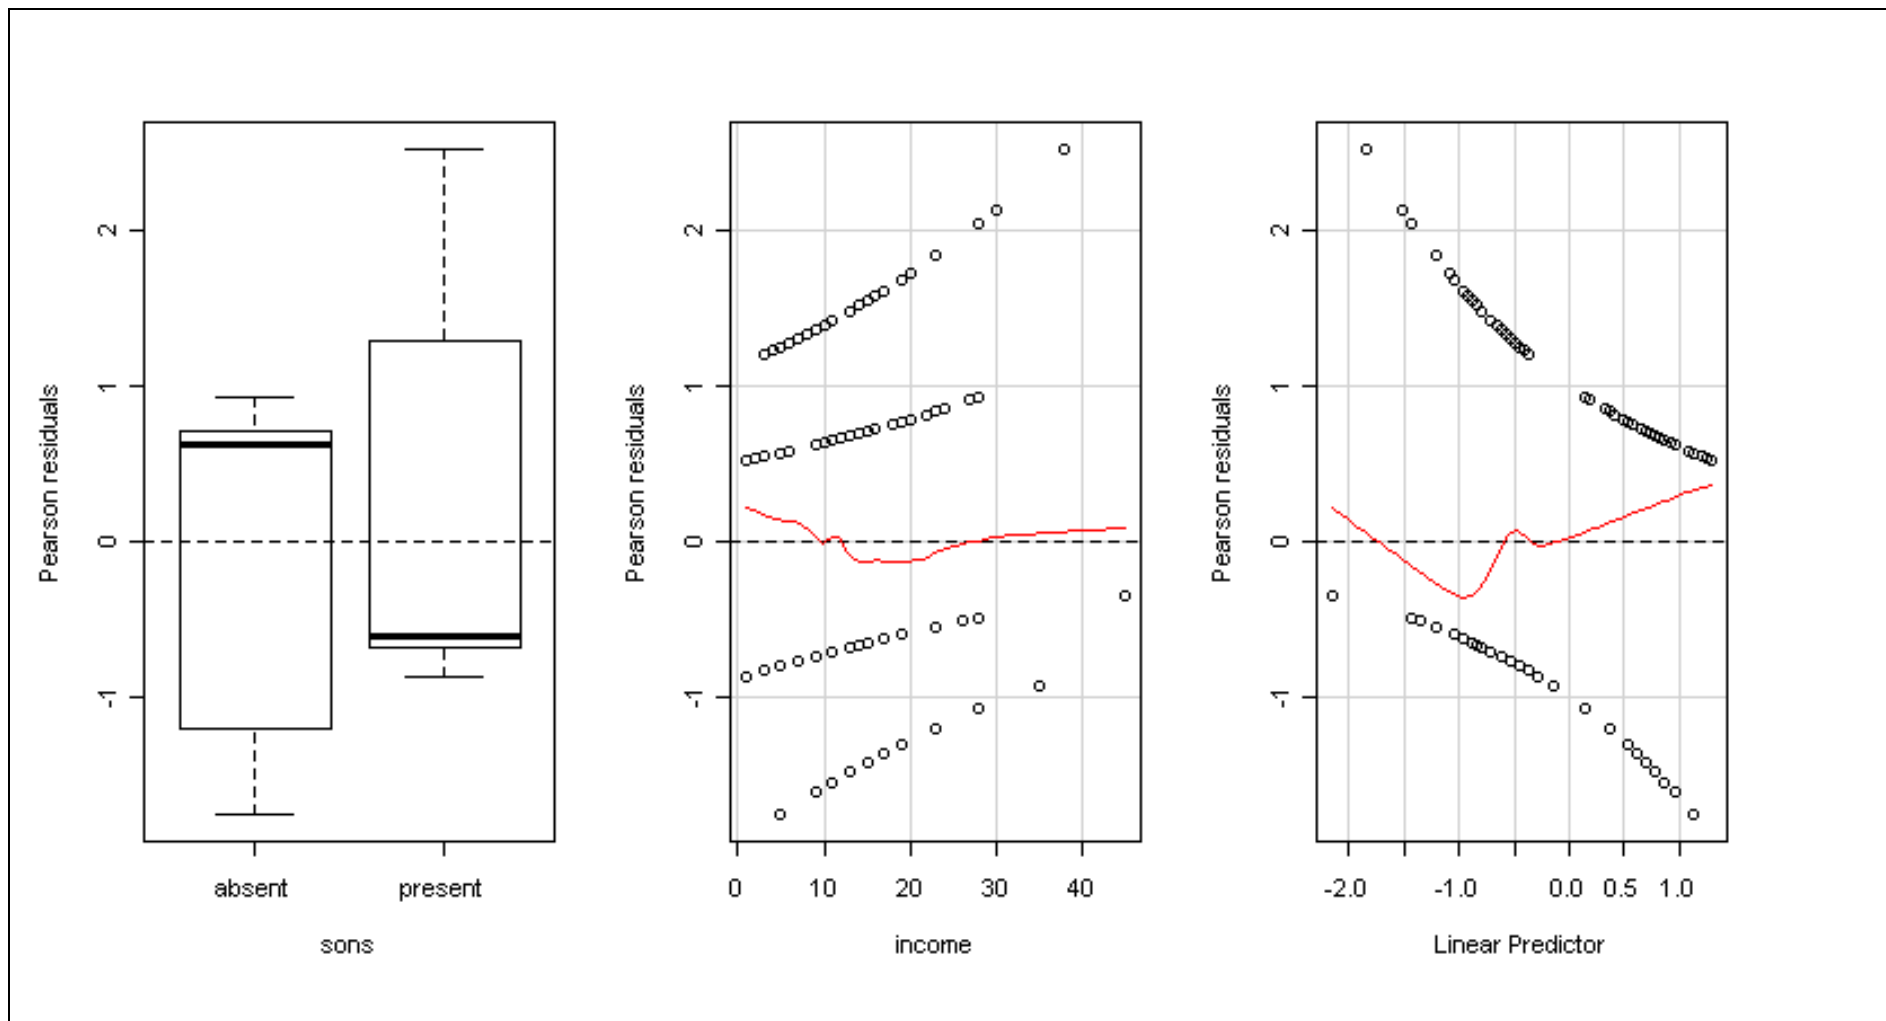 Pearson residuals
2
1
0
-1
absent present
sons
Pearson residuals
2
1
0
-1
0 10 20 30 40
income
Pearson residuals
2
1
0
-1
-2.0 -1.0 0.0 0.5 1.0
Linear Predictor